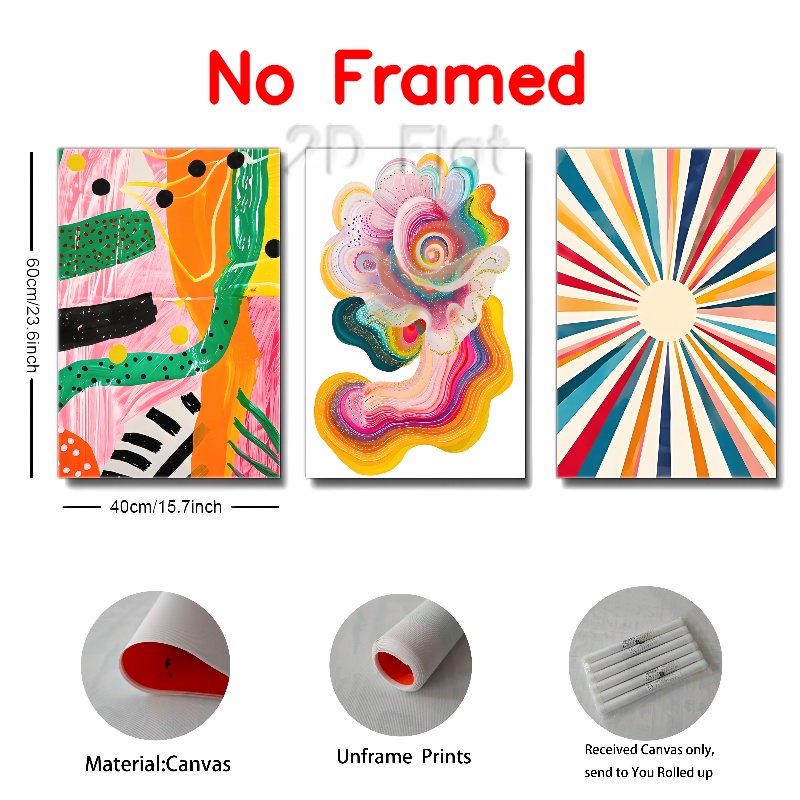 No Framed
2D Flat
60cm/23.6inch
40cm/15.7inch
Material:Canvas
Unframe Prints
Received Canvas only,
send to You Rolled up